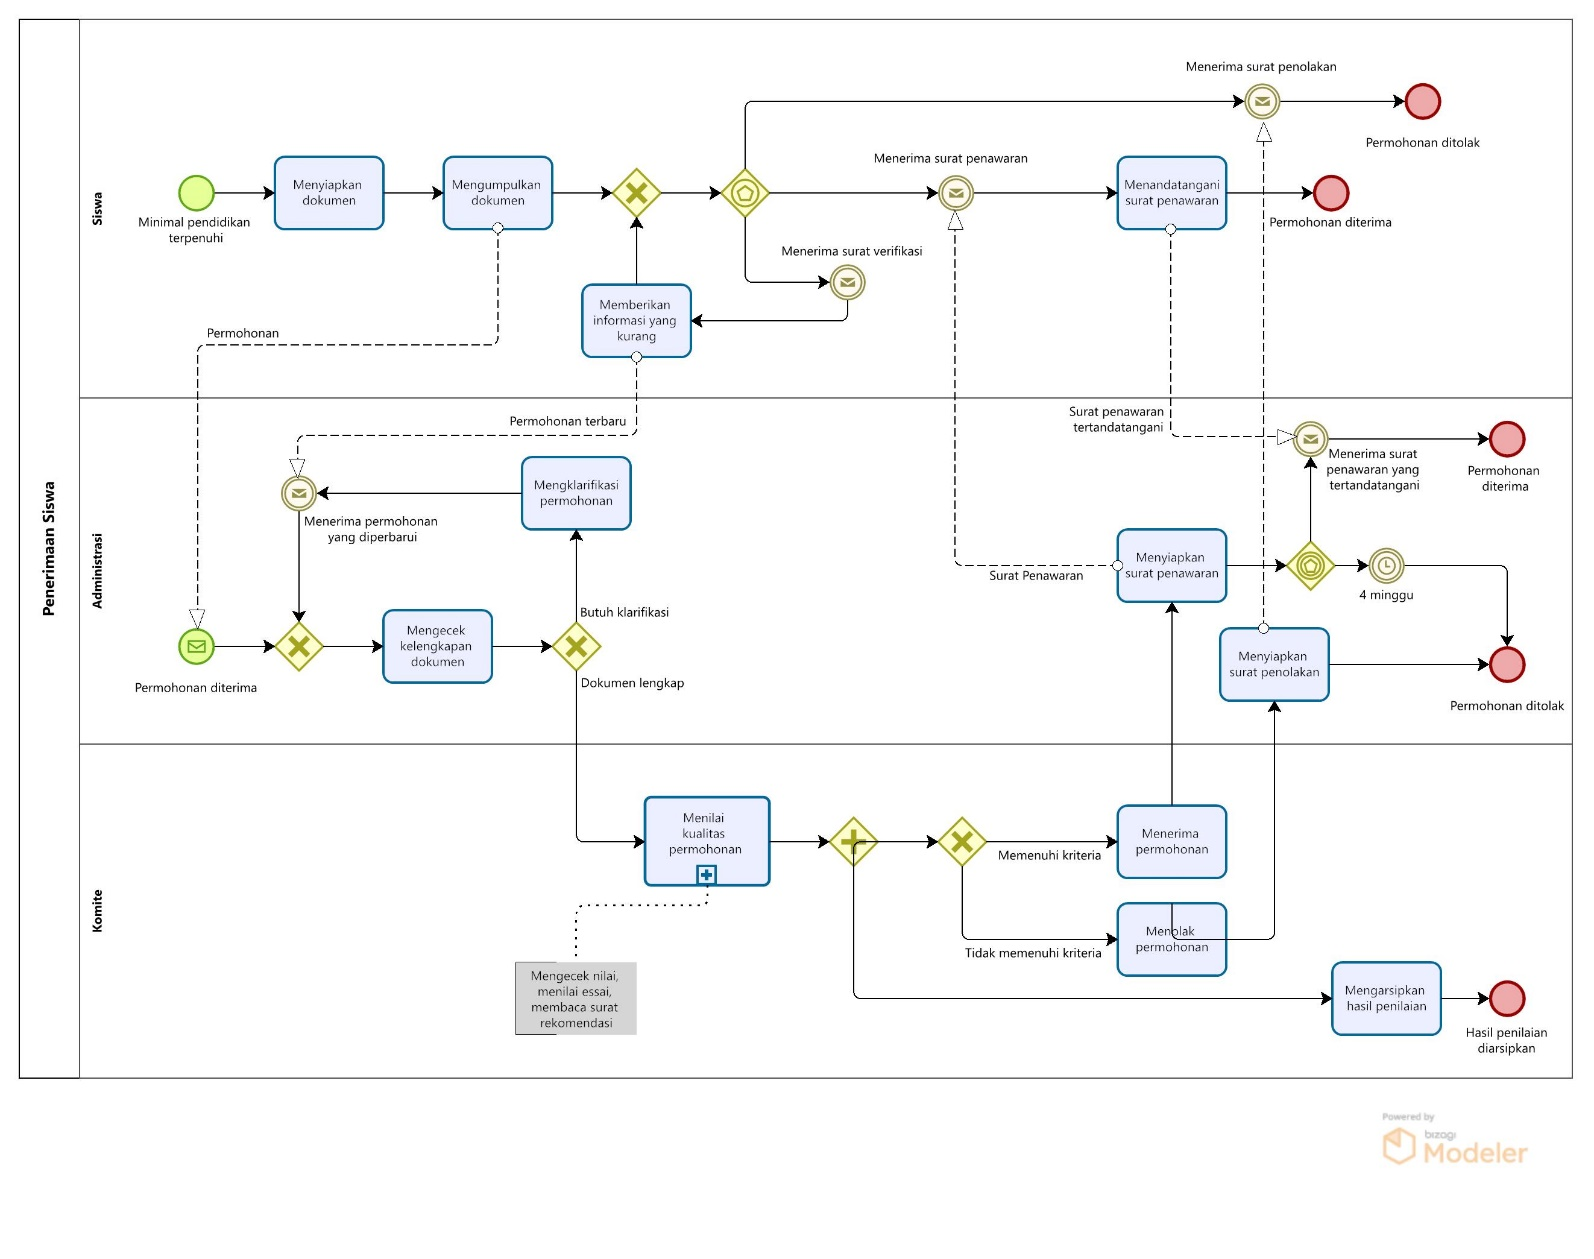 Penerimaan Siswa
Siswa
Minimal pendidikan
terpenuhi
Menyiapkan
dokumen
Mengumpulkan
dokumen
Menerima surat penolakan
Permohonan ditolak
Menerima surat penawaran
Menandatangani
surat penawaran
Permohonan diterima
Menerima surat verifikasi
Memberikan
informasi yang
kurang
Permohonan
Administrasi
Permohonan terbaru
Surat penawaran
tertandatangani
Menerima surat
penawaran yang
tertandatangani
Permohonan
diterima
Mengklarifikasi
permohonan
Menerima permohonan
yang diperbarui
Surat Penawaran
Menyiapkan
surat penawaran
4 minggu
Butuh klarifikasi
Mengecek
kelengkapan
dokumen
Permohonan diterima
Dokumen lengkap
Menyiapkan
surat penolakan
Permohonan ditolak
Komite
Menilai
kualitas
permohonan
Memenuhi kriteria
Menerima
permohonan
Tidak memenuhi kriteria
Menolak
permohonan
Mengecek nilai,
menilai essai,
membaca surat
rekomendasi
Mengarsipkan
hasil penilaian
Hasil penilaian
diarsipkan
Powered by
bizagi
Modeler